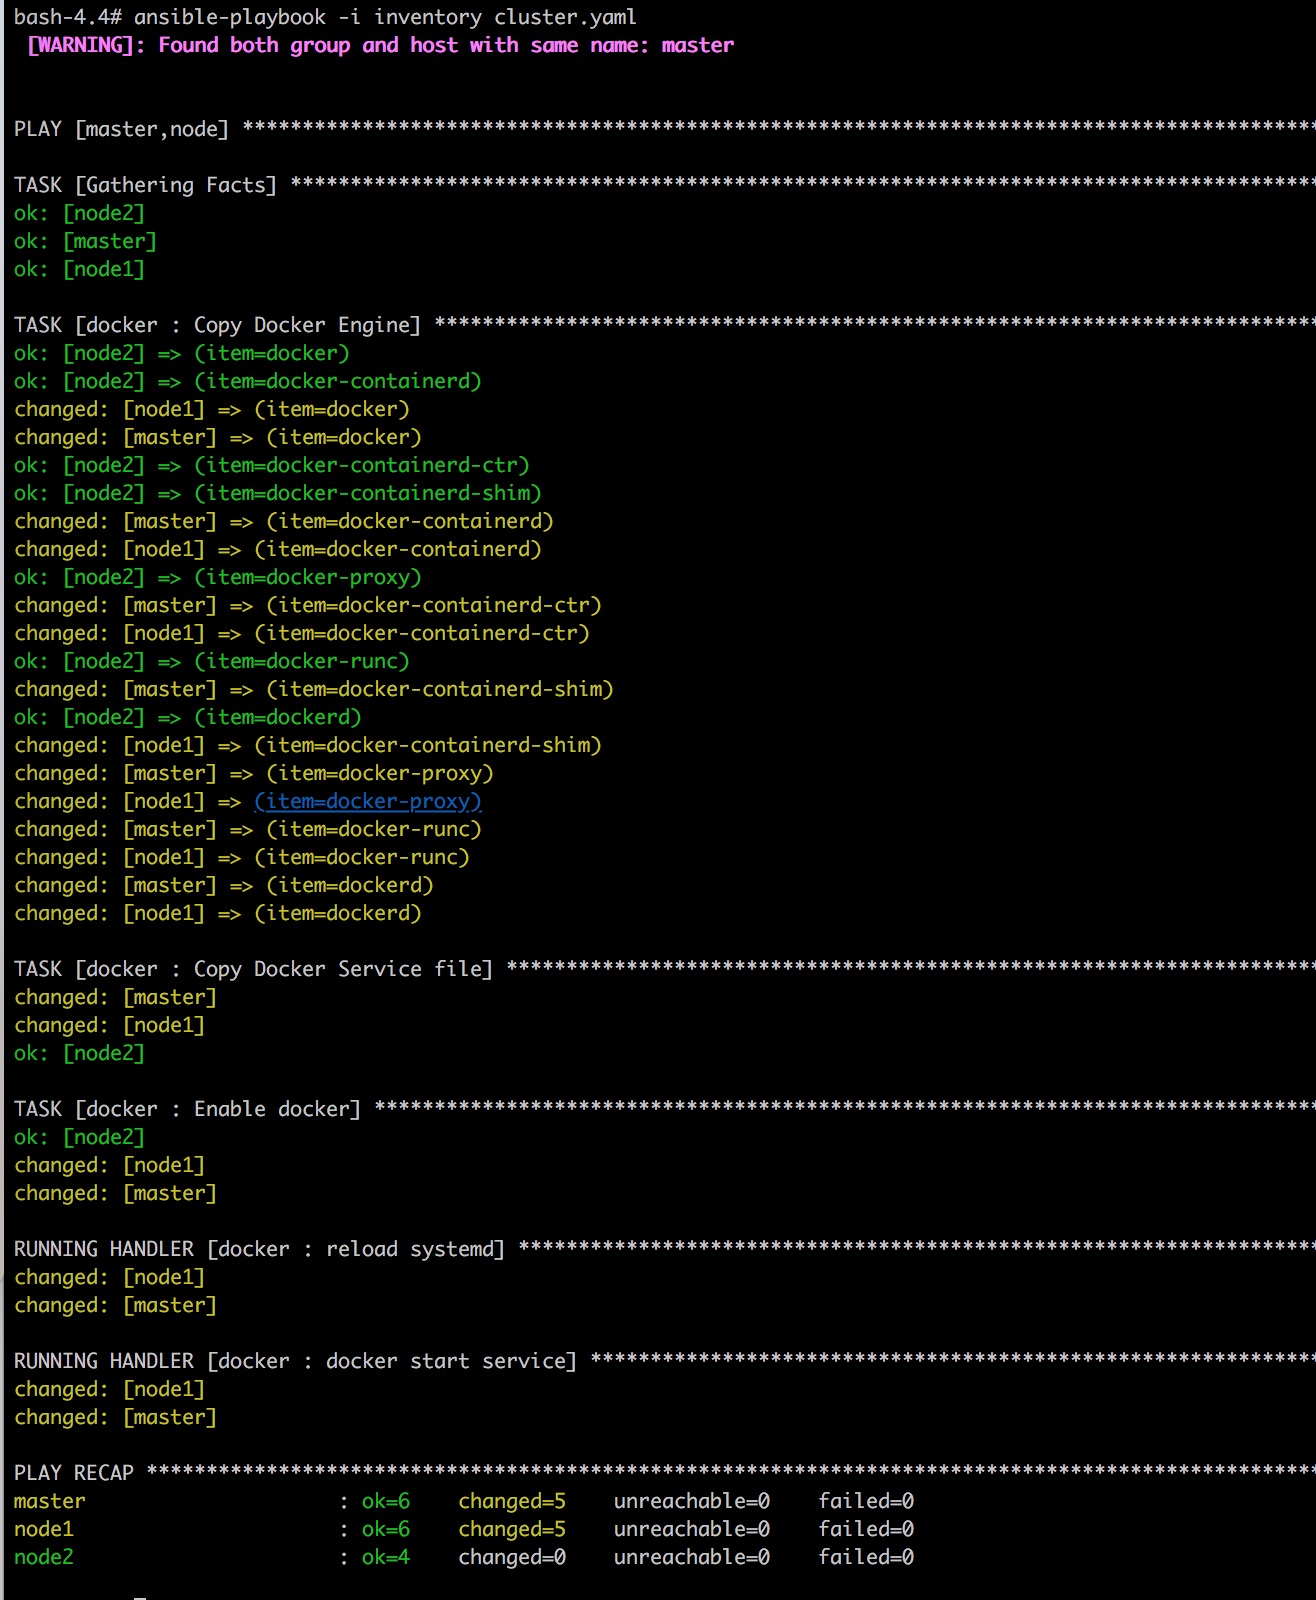 bash-4.4# ansible-playbook -i inventory cluster.yaml
[WARNING]: Found both group and host with same name: master
PLAY [master,node] *****************************************************************************************
TASK [Gathering Facts] *************************************************************************************
ok: [node2]
ok: [master]
ok: [node1]
TASK [docker : Copy Docker Engine] *************************************************************************
ok: [node2] => (item=docker)
ok: [node2] => (item=docker-containerd)
changed: [node1] => (item=docker)
changed: [master] => (item=docker)
ok: [node2] => (item=docker-containerd-ctr)
ok: [node2] => (item=docker-containerd-shim)
changed: [master] => (item=docker-containerd)
changed: [node1] => (item=docker-containerd)
ok: [node2] => (item=docker-proxy)
changed: [master] => (item=docker-containerd-ctr)
changed: [node1] => (item=docker-containerd-ctr)
ok: [node2] => (item=docker-runc)
changed: [master] => (item=docker-containerd-shim)
ok: [node2] => (item=dockerd)
changed: [node1] => (item=docker-containerd-shim)
changed: [master] => (item=docker-proxy)
changed: [node1] => (item=docker-proxy)
changed: [master] => (item=docker-runc)
changed: [node1] => (item=docker-runc)
changed: [master] => (item=dockerd)
changed: [node1] => (item=dockerd)
TASK [docker : Copy Docker Service file] *******************************************************************
changed: [master]
changed: [node1]
ok: [node2]
TASK [docker : Enable docker] ******************************************************************************
ok: [node2]
changed: [node1]
changed: [master]
RUNNING HANDLER [docker : reload systemd] ******************************************************************
changed: [node1]
changed: [master]
RUNNING HANDLER [docker : docker start service] ************************************************************
changed: [node1]
changed: [master]
PLAY RECAP *************************************************************************************************
master : ok=6 changed=5 unreachable=0 failed=0
node1 : ok=6 changed=5 unreachable=0 failed=0
node2 : ok=4 changed=0 unreachable=0 failed=0